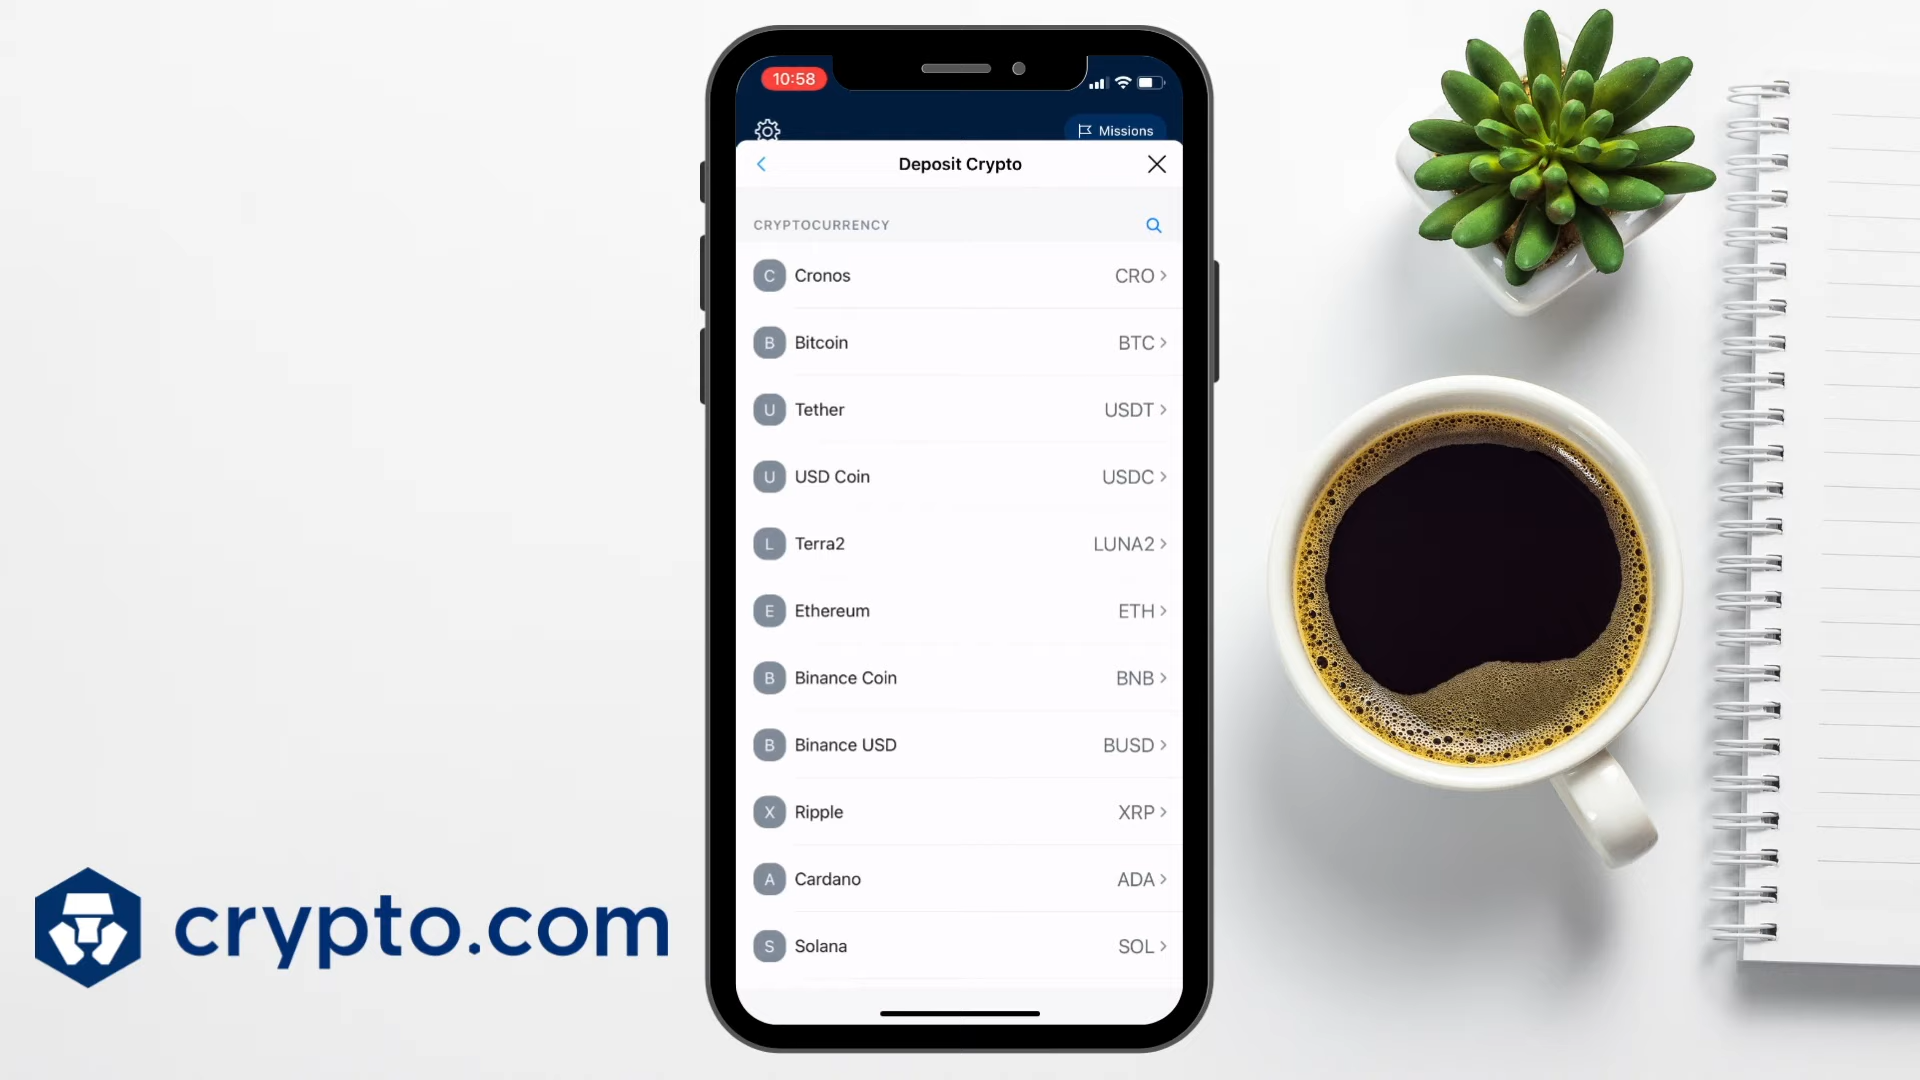 10:58
Missions
Deposit Crypto
CRYPTOCURRENCY
C Cronos CRO
B Bitcoin BTC
U Tether USDT
U USD Coin USDC
L Terra2 LUNA2
E Ethereum ETH
B Binance Coin BNB
B Binance USD BUSD
X Ripple XRP
A Cardano ADA
S Solana SOL
crypto.com